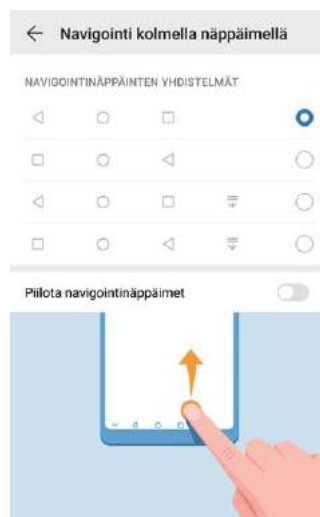 Navigointi kolmella näppäimellä
NAVIGOINTINÄPPÄINTEN YHDISTELMÄT
Piilota navigointinäppäimet